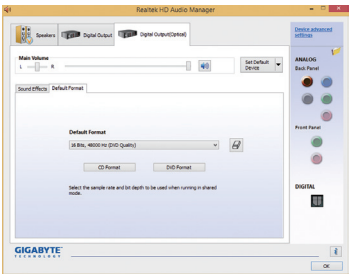 Realtek HD Audio Manager
Speakers
Digital Output
Digital Output(Optical)
Device advanced
settings
Main Volume
L
R
Set Default
Device
ANALOG
Back Panel
Sound Effects
Default Format
Default Format
16 Bits, 48000 Hz (DVD Quality)
CD Format
DVD Format
Select the sample rate and bit depth to be used when running in shared
mode.
Front Panel
DIGITAL
GIGABYTE™
TECHNOLOGY
i
OK